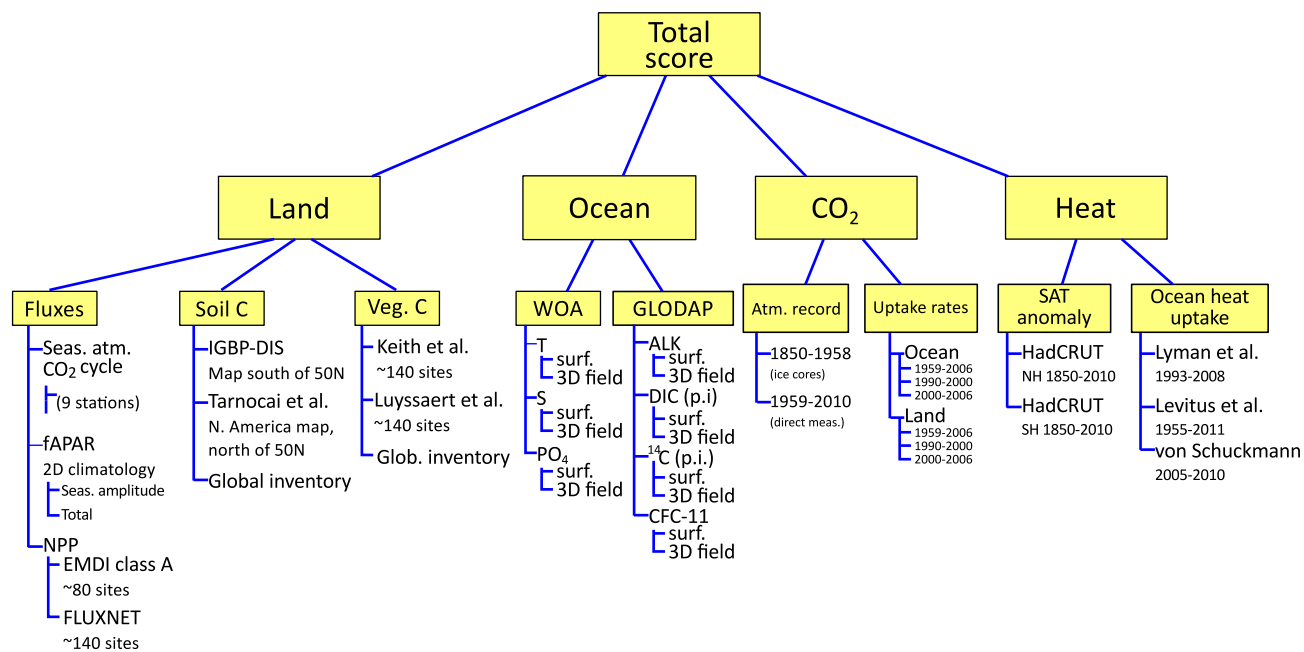 Total
score
Land
Ocean
CO₂
Heat
Fluxes
Seas. atm.
CO₂ cycle
(9 stations)
fAPAR
2D climatology
Seas. amplitude
Total
NPP
EMDI class A
~80 sites
FLUXNET
~140 sites
Soil C
IGBP-DIS
Map south of 50N
Tarnocai et al.
N. America map,
north of 50N
Global inventory
Veg. C
Keith et al.
~140 sites
Luyssaert et al.
~140 sites
Glob. inventory
WOA
T
surf.
3D field
S
surf.
3D field
PO₄
surf.
3D field
GLODAP
ALK
surf.
3D field
DIC (p.i)
surf.
3D field
¹⁴C (p.i.)
surf.
3D field
CFC-11
surf.
3D field
Atm. record
1850-1958
(ice cores)
1959-2010
(direct meas.)
Uptake rates
Ocean
1959-2006
1990-2000
2000-2006
Land
1959-2006
1990-2000
2000-2006
SAT
anomaly
HadCRUT
NH 1850-2010
HadCRUT
SH 1850-2010
Ocean heat
uptake
Lyman et al.
1993-2008
Levitus et al.
1955-2011
von Schuckmann
2005-2010